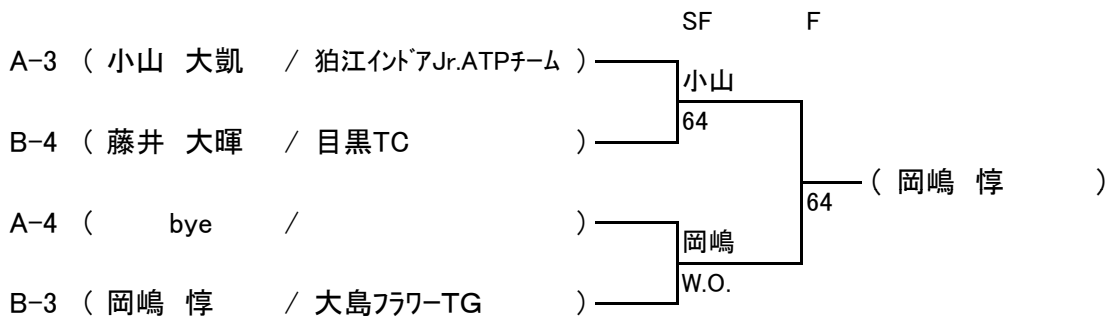 SF F
A-3 ( 小山 大凱 / 狛江インドアJr.ATPチーム )
小山
64
B-4 ( 藤井 大暉 / 目黒TC )
( 岡嶋 惇 )
64
A-4 ( bye / )
岡嶋
W.O.
B-3 ( 岡嶋 惇 / 大島フラワーTG )